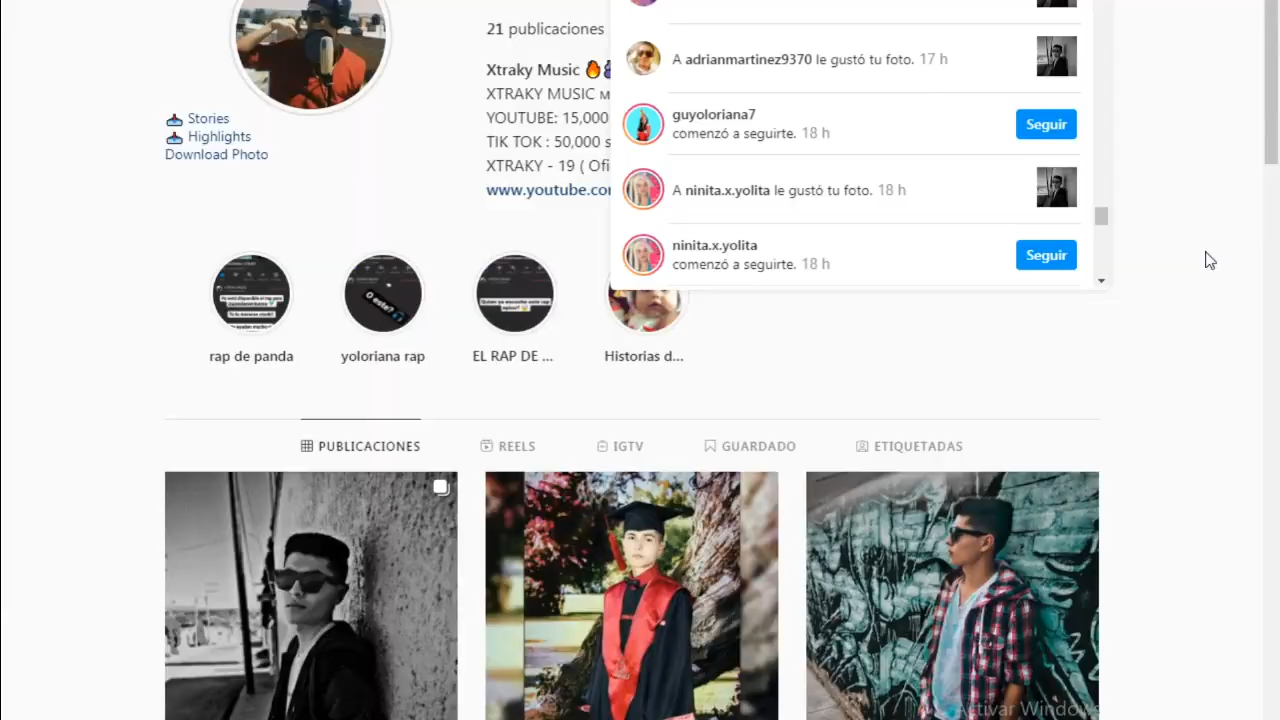 21 publicaciones
Xtraky Music
XTRAKY MUSIC
YOUTUBE: 15,000
TIK TOK : 50,000 s
XTRAKY - 19 ( Ofi
www.youtube.co
Stories
Highlights
Download Photo
A adrianmartinez9370 le gustó tu foto. 17 h
guyoloriana7
comenzó a seguirte. 18 h
Seguir
A ninita.x.yolita le gustó tu foto. 18 h
ninita.x.yolita
comenzó a seguirte. 18 h
Seguir
O este?
rap de panda
yoloriana rap
EL RAP DE ...
Historias d...
PUBLICACIONES
REELS
IGTV
GUARDADO
ETIQUETADAS
Activar Windows